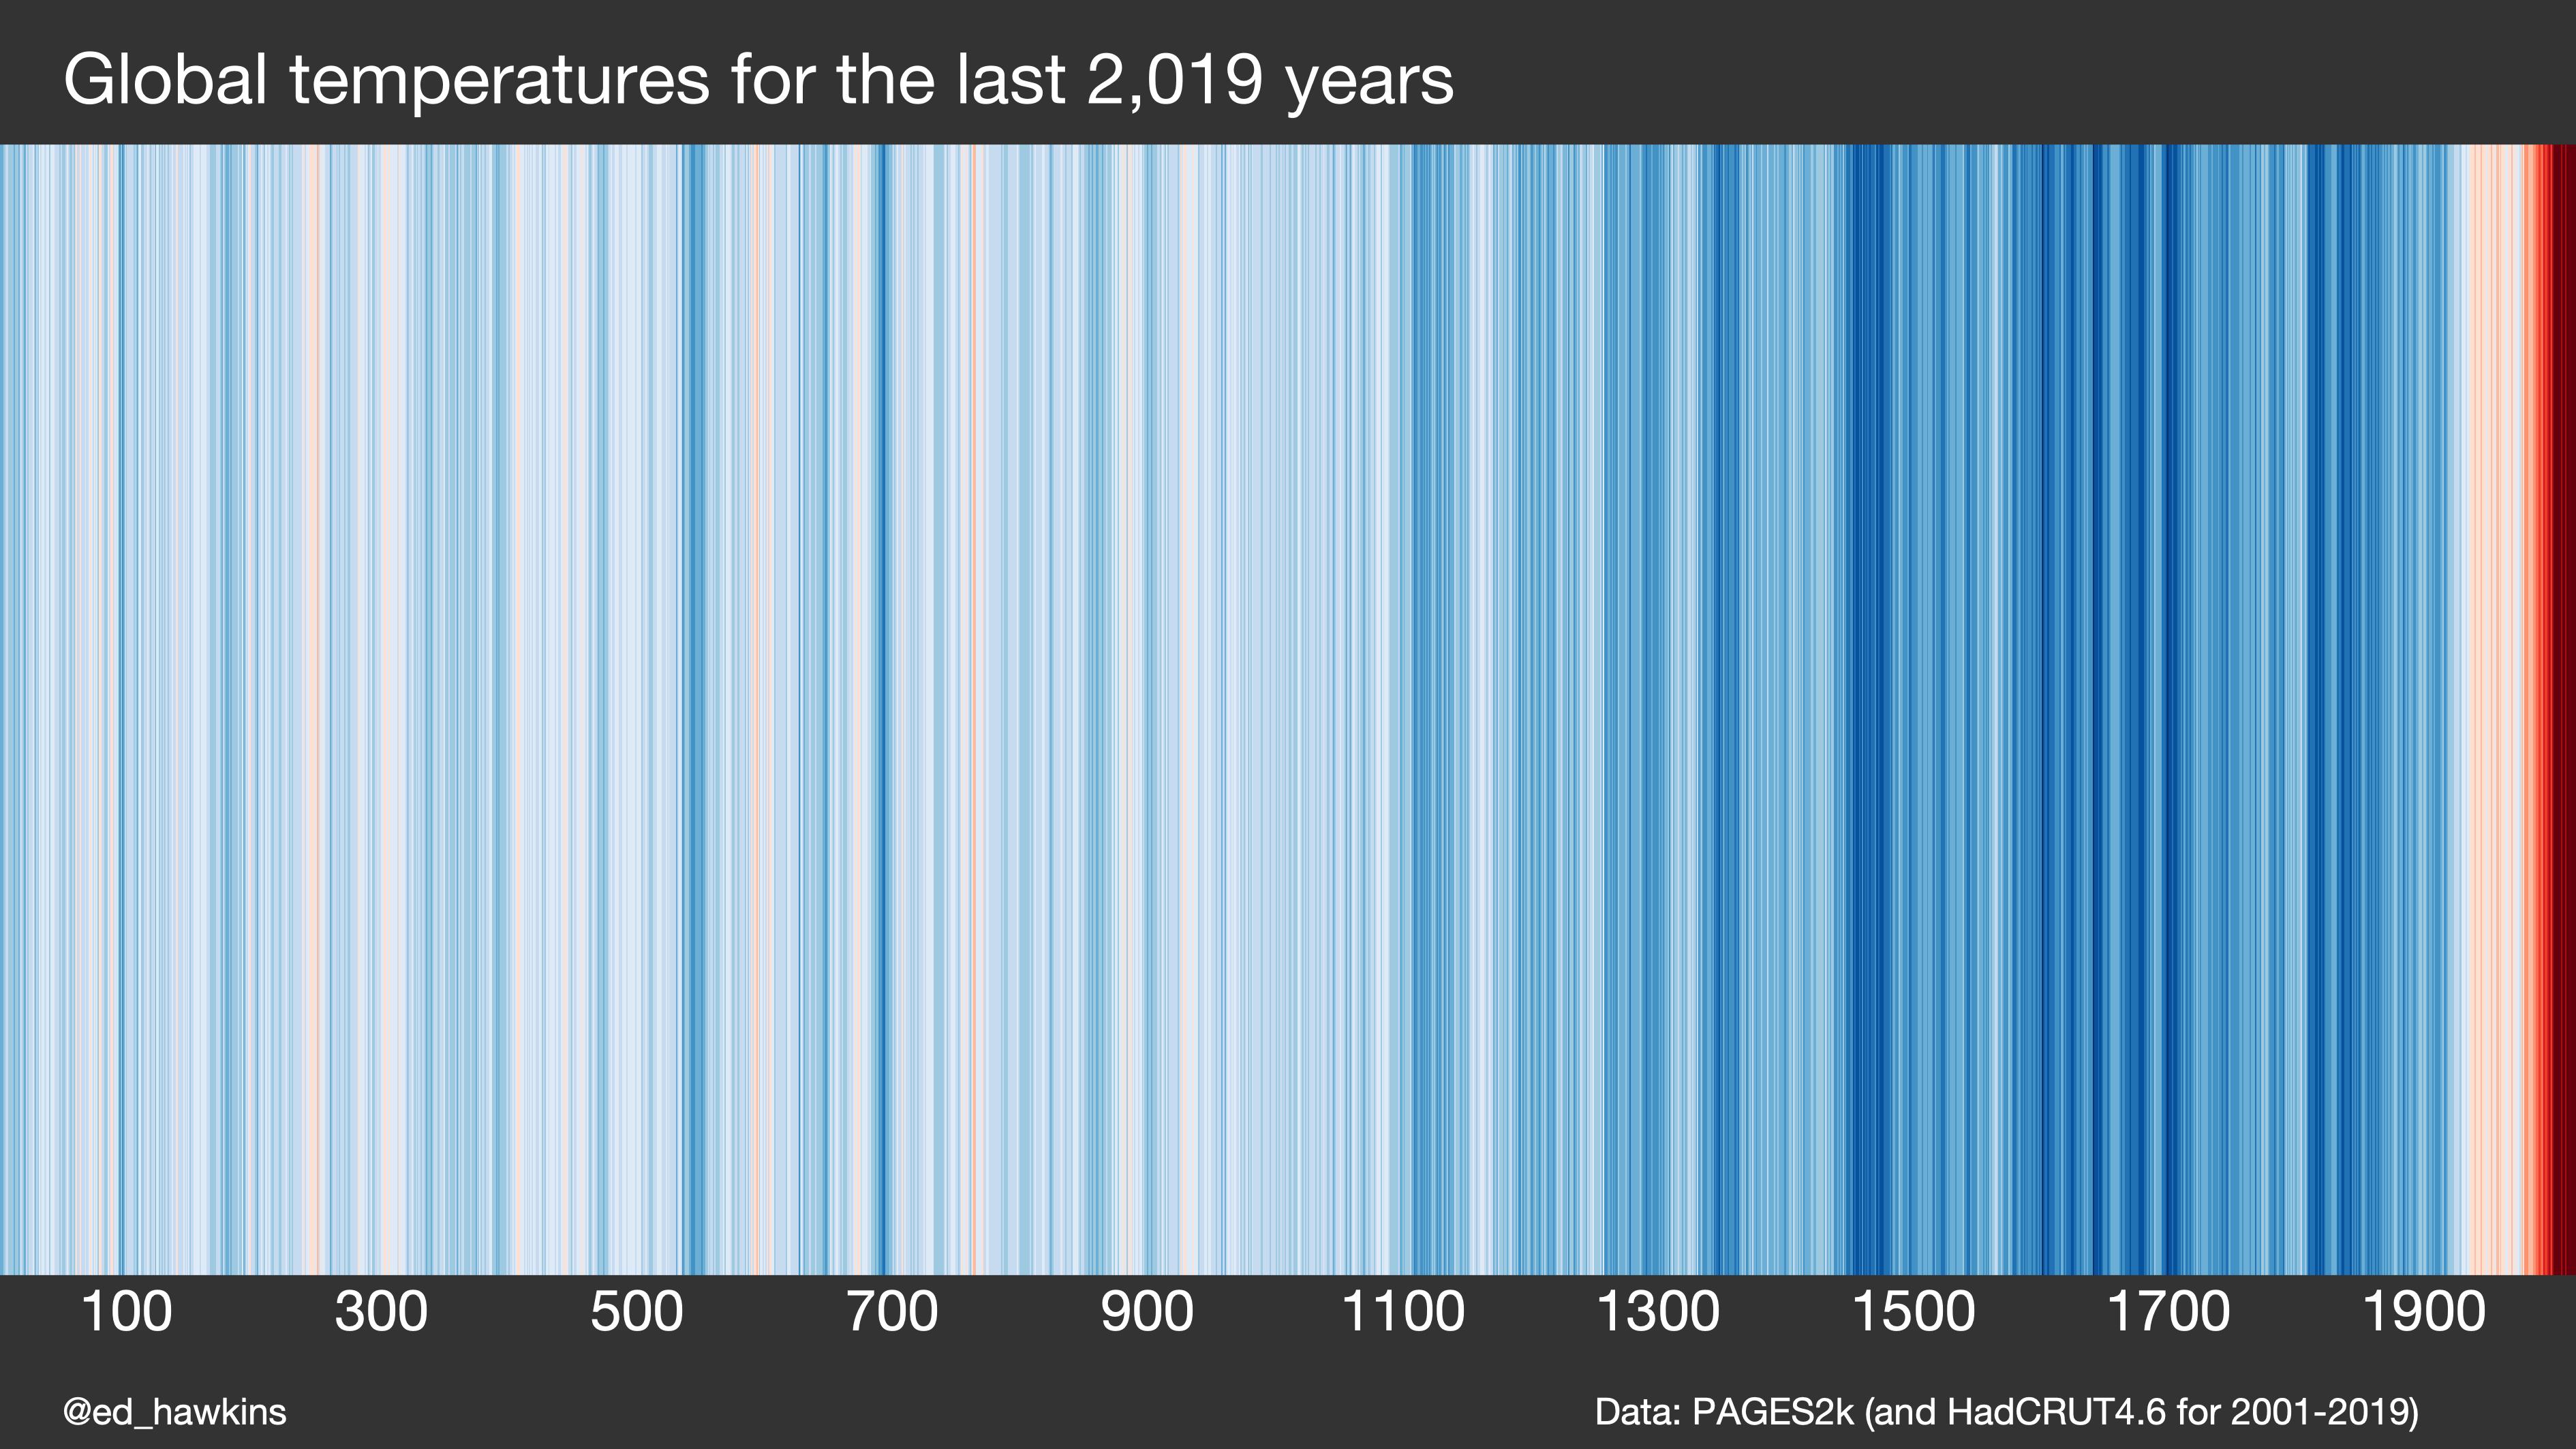 Global temperatures for the last 2,019 years
100 300 500 700 900 1100 1300 1500 1700 1900
@ed_hawkins
Data: PAGES2k (and HadCRUT4.6 for 2001-2019)